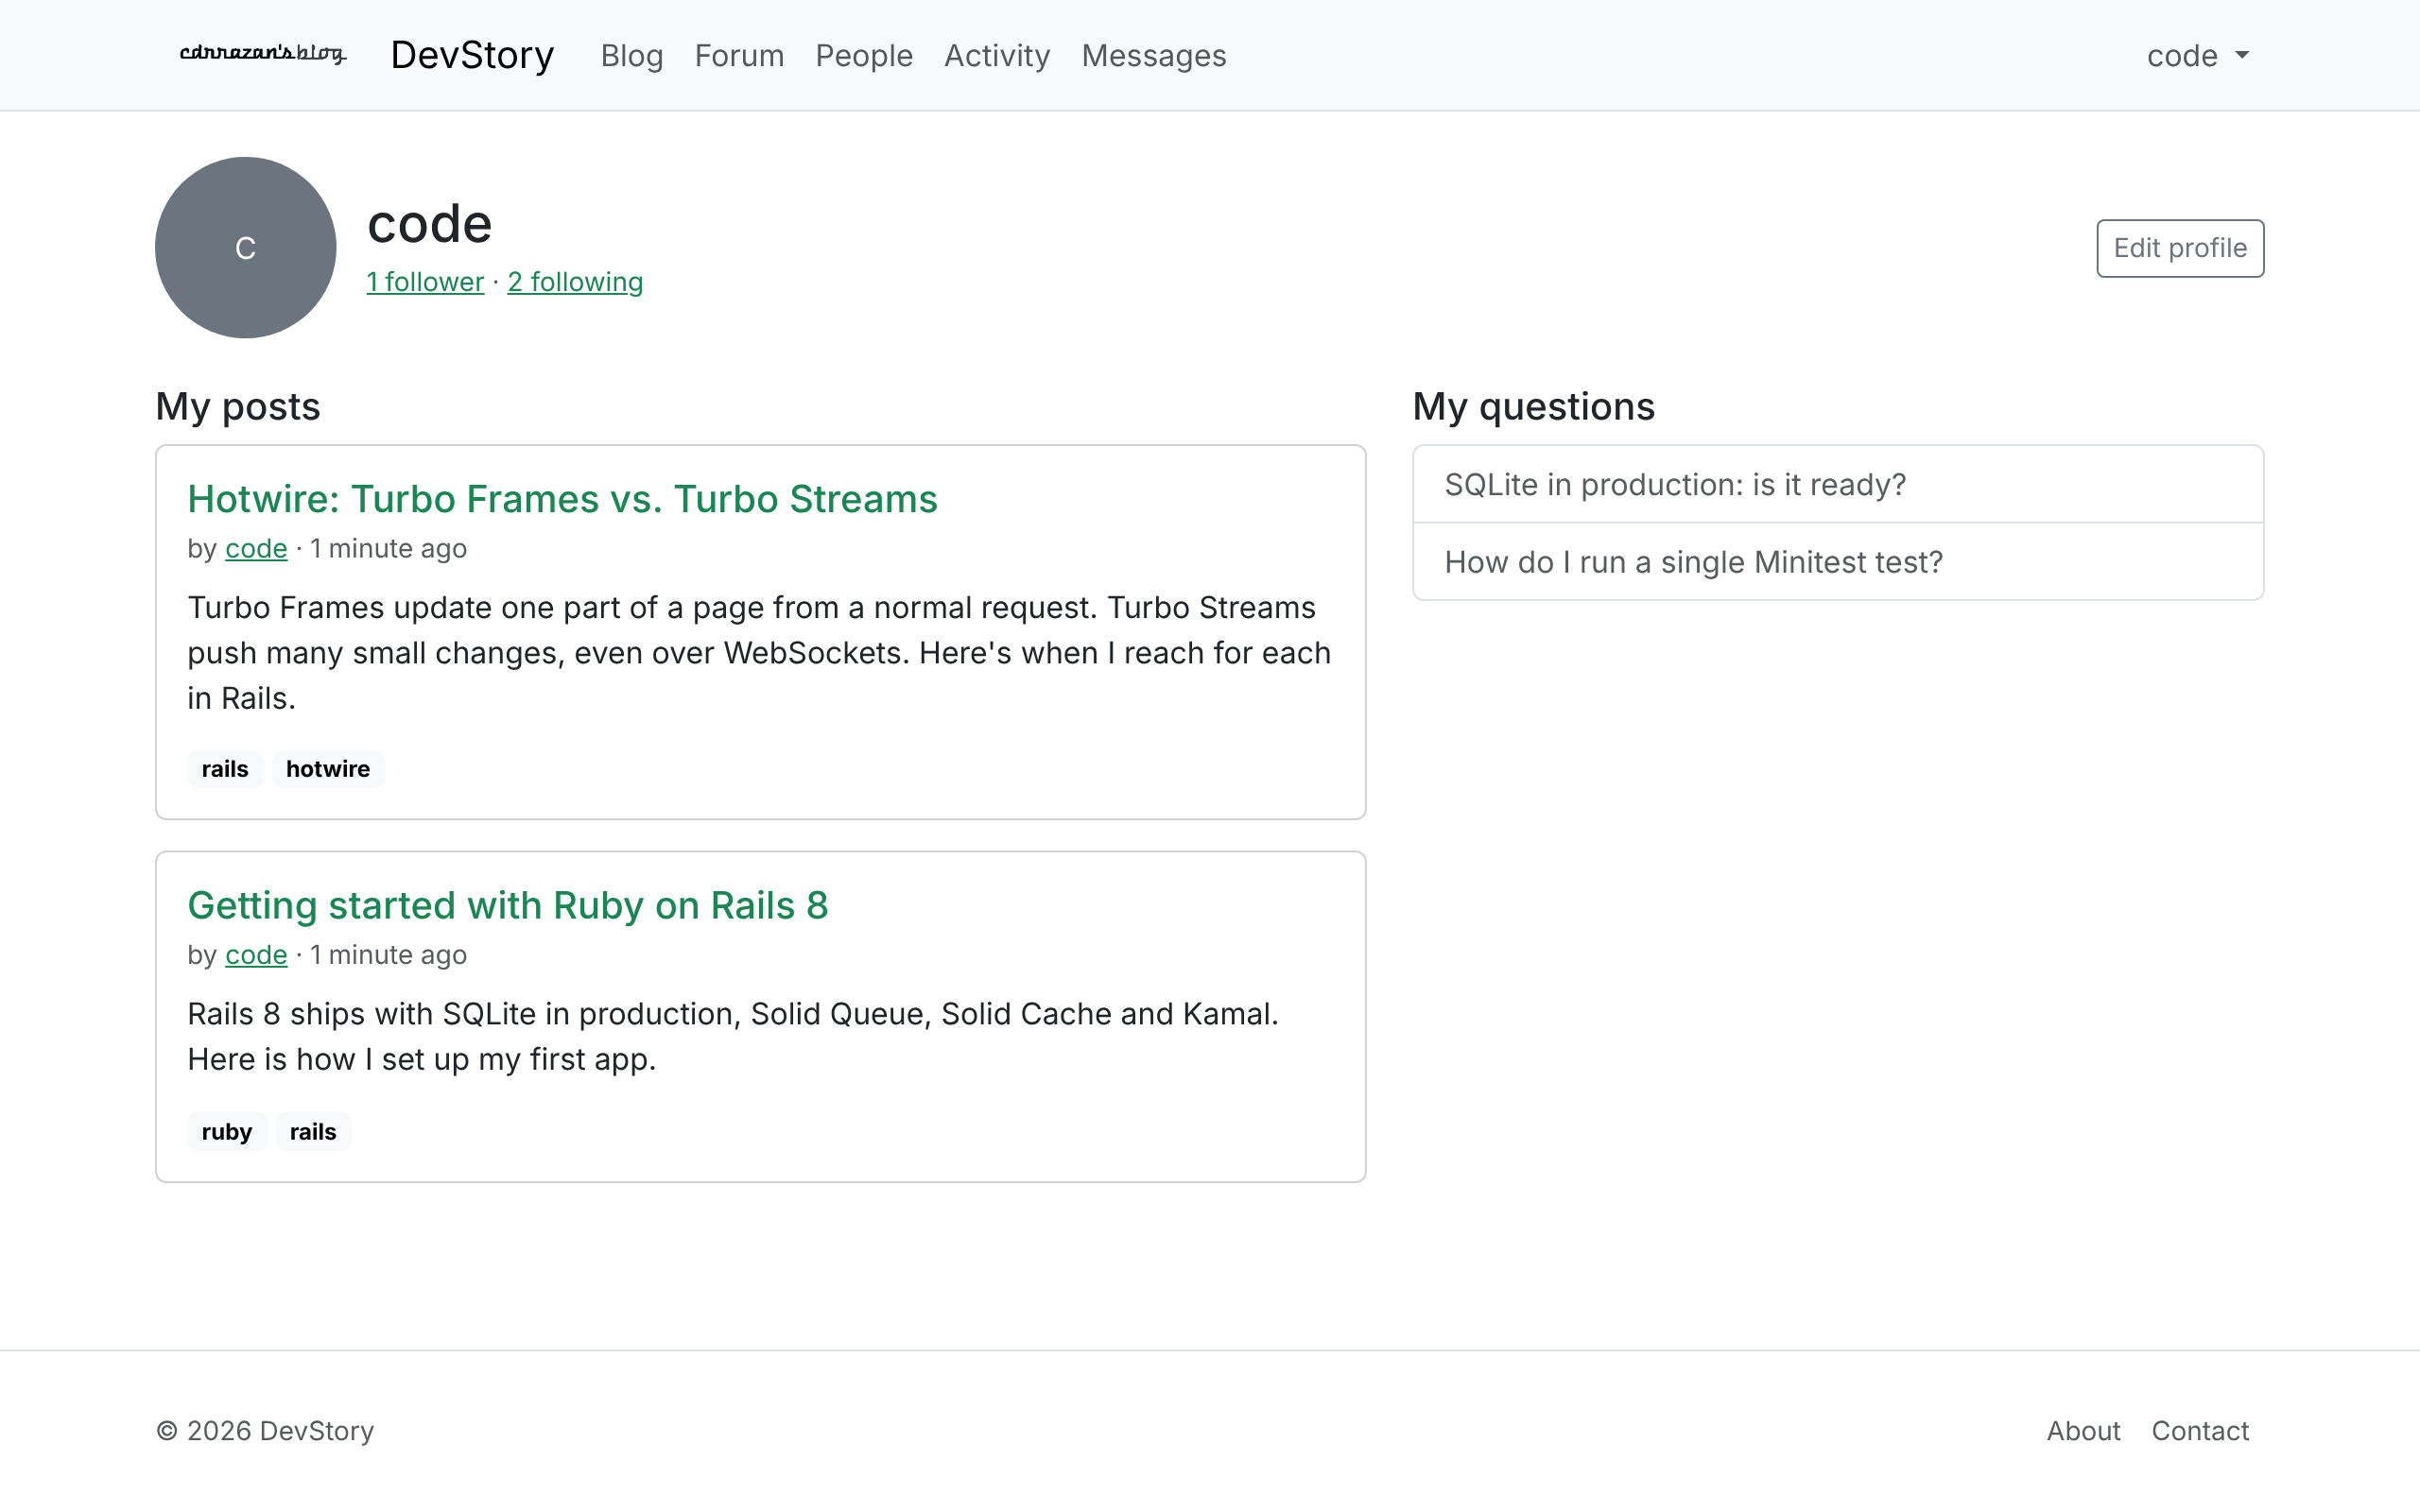 cdrrazan's blog
DevStory
Blog
Forum
People
Activity
Messages
code
C
code
1 follower · 2 following
Edit profile
My posts
Hotwire: Turbo Frames vs. Turbo Streams
by code · 1 minute ago
Turbo Frames update one part of a page from a normal request. Turbo Streams
push many small changes, even over WebSockets. Here's when I reach for each
in Rails.
rails
hotwire
Getting started with Ruby on Rails 8
by code · 1 minute ago
Rails 8 ships with SQLite in production, Solid Queue, Solid Cache and Kamal.
Here is how I set up my first app.
ruby
rails
My questions
SQLite in production: is it ready?
How do I run a single Minitest test?
© 2026 DevStory
About
Contact